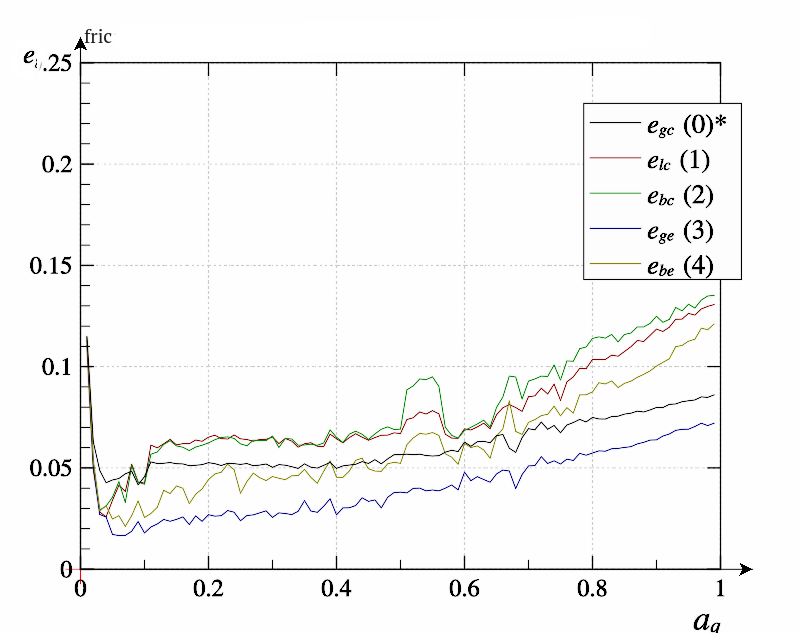 fric
e .25
0.2
0.15
0.1
0.05
0
0 0.2 0.4 0.6 0.8 1
a_q
e_gc (0)*
e_lc (1)
e_bc (2)
e_ge (3)
e_be (4)